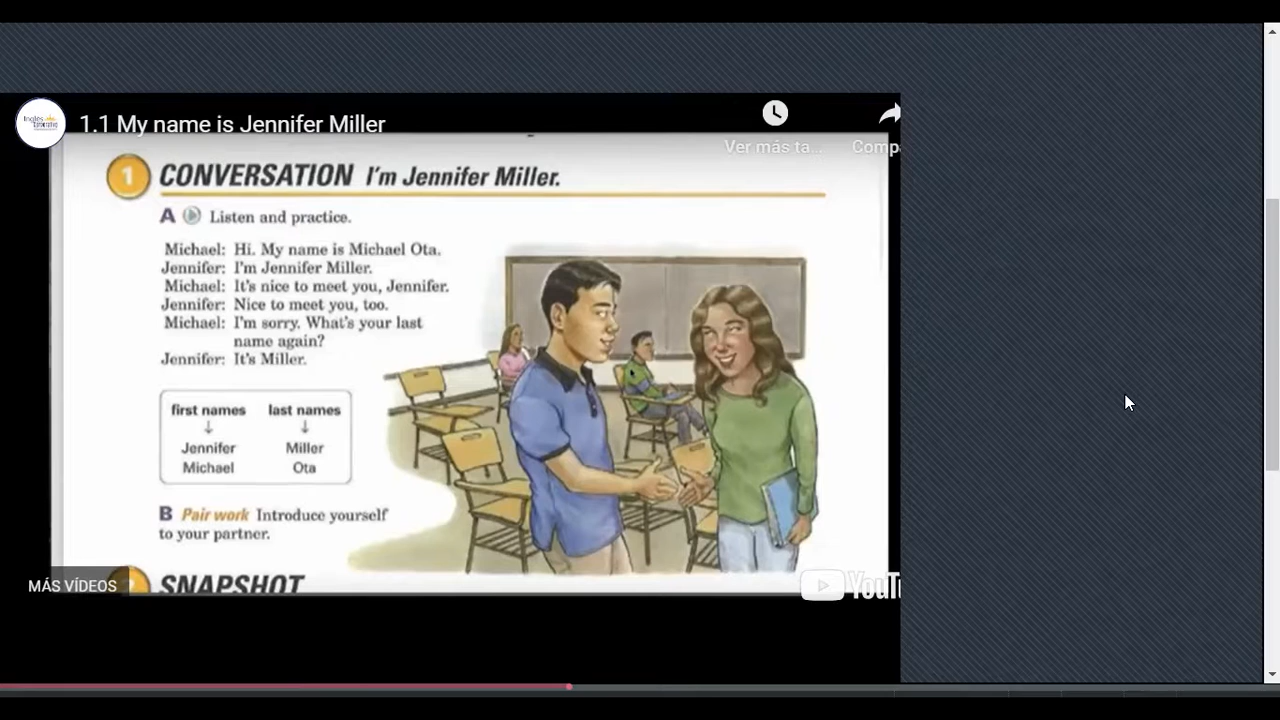 1.1 My name is Jennifer Miller
Ver más ta...
1 CONVERSATION I'm Jennifer Miller.
A Listen and practice.
Michael: Hi. My name is Michael Ota.
Jennifer: I'm Jennifer Miller.
Michael: It's nice to meet you, Jennifer.
Jennifer: Nice to meet you, too.
Michael: I'm sorry. What's your last
name again?
Jennifer: It's Miller.
first names last names
Jennifer Miller
Michael Ota
B Pair work Introduce yourself
to your partner.
SNAPSHOT
MÁS VÍDEOS